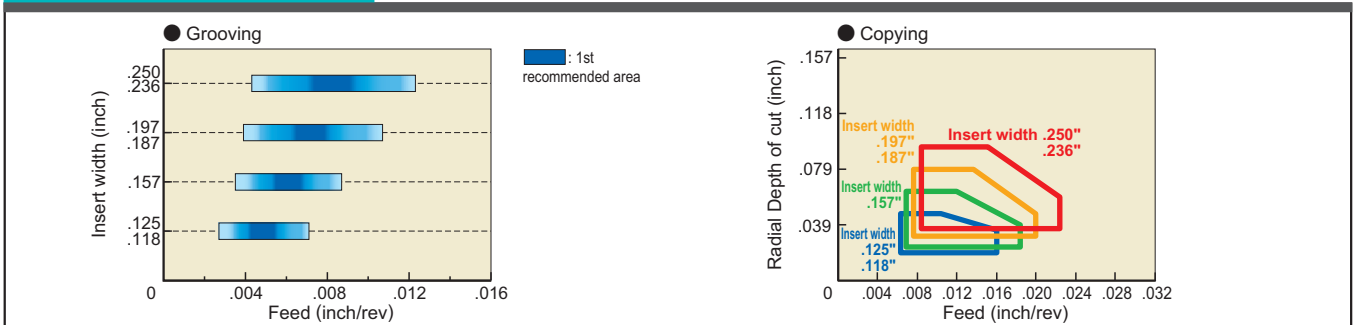 Grooving
Insert width (inch)
.250
.236
.197
.187
.157
.125
.118
0
.004
.008
.012
.016
Feed (inch/rev)
: 1st
recommended area
Copying
Radial Depth of cut (inch)
.157
.118
.079
.039
Insert width
.197"
.187"
Insert width .250"
.236"
Insert width
.157"
Insert width
.125"
.118"
0
.004 .008 .012 .016 .020 .024 .028 .032
Feed (inch/rev)